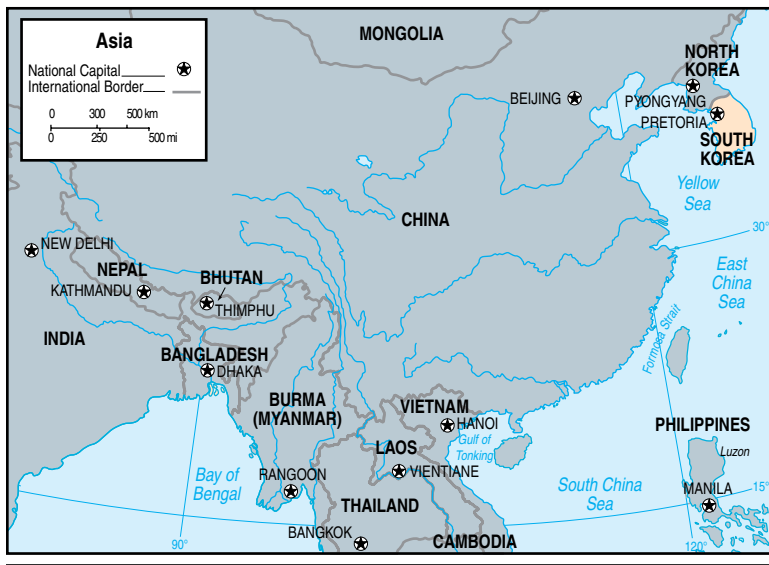 Asia
National Capital
International Border
0 300 500 km
0 250 500 mi
MONGOLIA
NORTH
KOREA
BEIJING
PYONGYANG
PRETORIA
SOUTH
KOREA
Yellow
Sea
CHINA
30°
NEW DELHI
NEPAL
BHUTAN
KATHMANDU
THIMPHU
East
China
Sea
INDIA
Formosa Strait
BANGLADESH
DHAKA
BURMA
(MYANMAR)
VIETNAM
HANOI
PHILIPPINES
LAOS
Gulf of
Tonking
Luzon
Bay of
Bengal
RANGOON
VIENTIANE
South China
Sea
MANILA
15°
THAILAND
BANGKOK
CAMBODIA
90°
120°